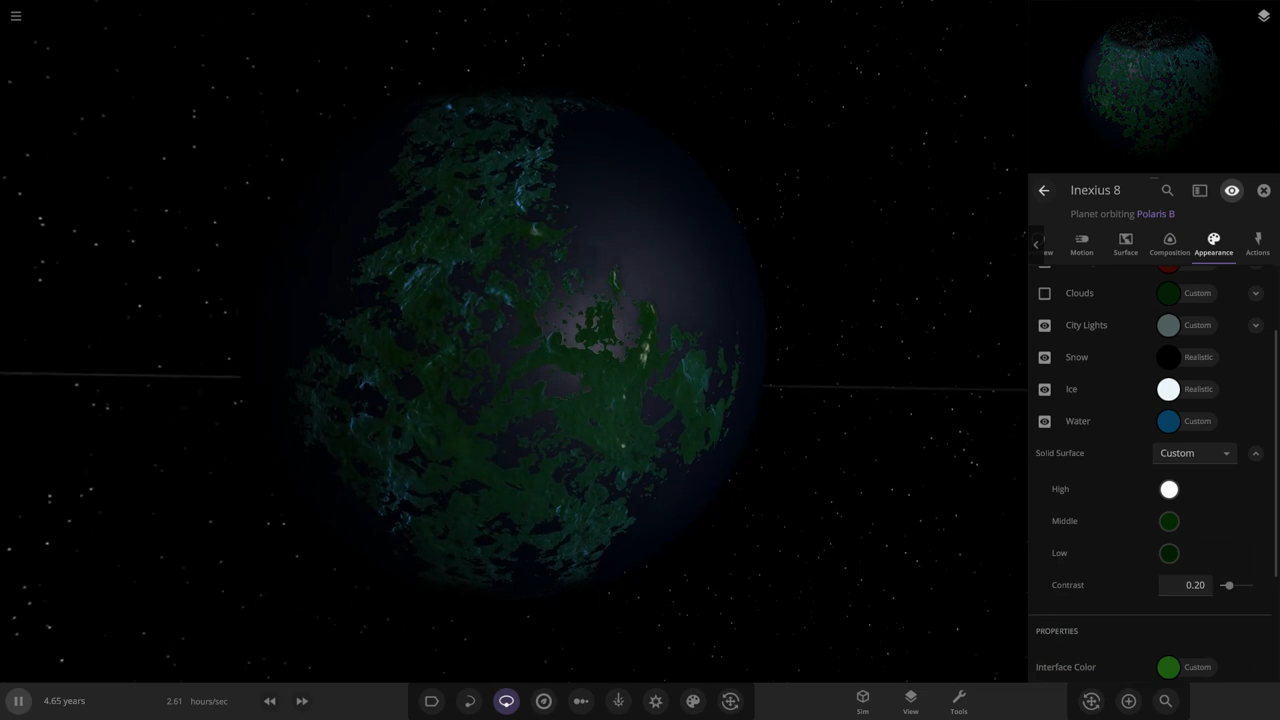 Inexius 8
Planet orbiting Polaris B
ew Motion Surface Composition Appearance Actions
Clouds Custom
City Lights Custom
Snow Realistic
Ice Realistic
Water Custom
Solid Surface Custom
High
Middle
Low
Contrast 0.20
PROPERTIES
Interface Color Custom
4.65 years 2.61 hours/sec Sim View Tools